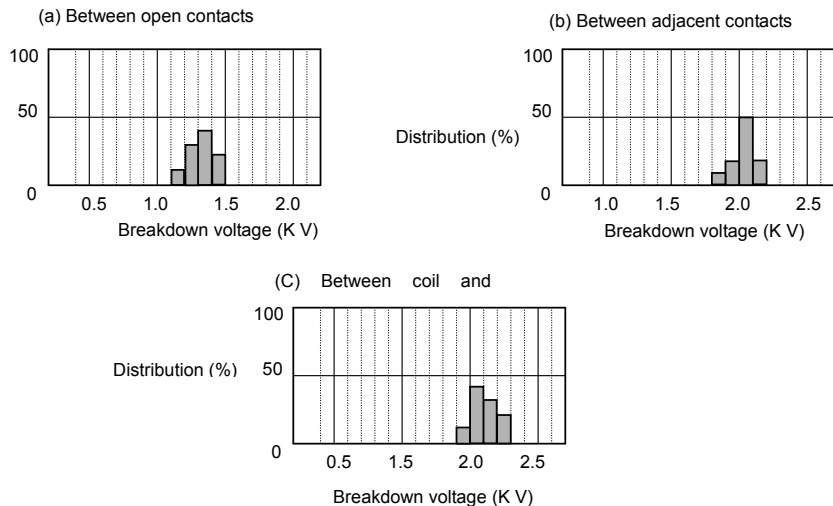 (a) Between open contacts
100
50
0
0.5 1.0 1.5 2.0
Breakdown voltage (K V)
(b) Between adjacent contacts
100
Distribution (%)
50
0
1.0 1.5 2.0 2.5
Breakdown voltage (K V)
(C) Between coil and
100
Distribution (%)
50
0
0.5 1.5 2.0 2.5
Breakdown voltage (K V)